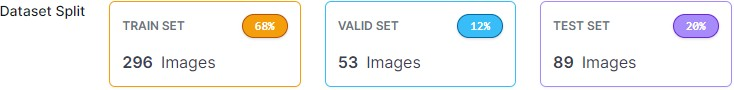 Dataset Split
TRAIN SET 68%
296 Images
VALID SET 12%
53 Images
TEST SET 20%
89 Images